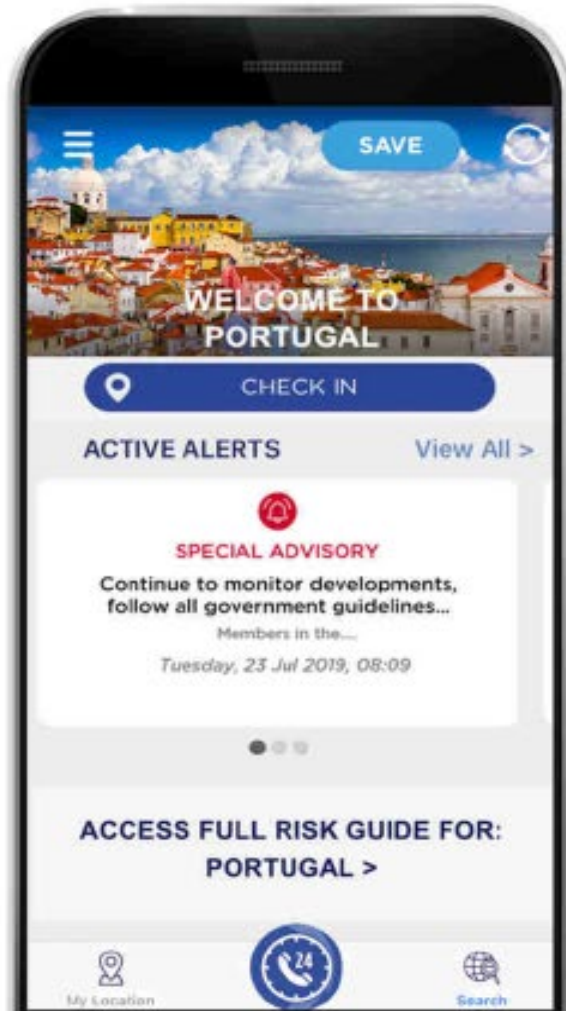 SAVE
WELCOME TO
PORTUGAL
CHECK IN
ACTIVE ALERTS
View All >
SPECIAL ADVISORY
Continue to monitor developments,
follow all government guidelines...
Members in the....
Tuesday, 23 Jul 2019, 08:09
ACCESS FULL RISK GUIDE FOR:
PORTUGAL >
24
My Location
Search